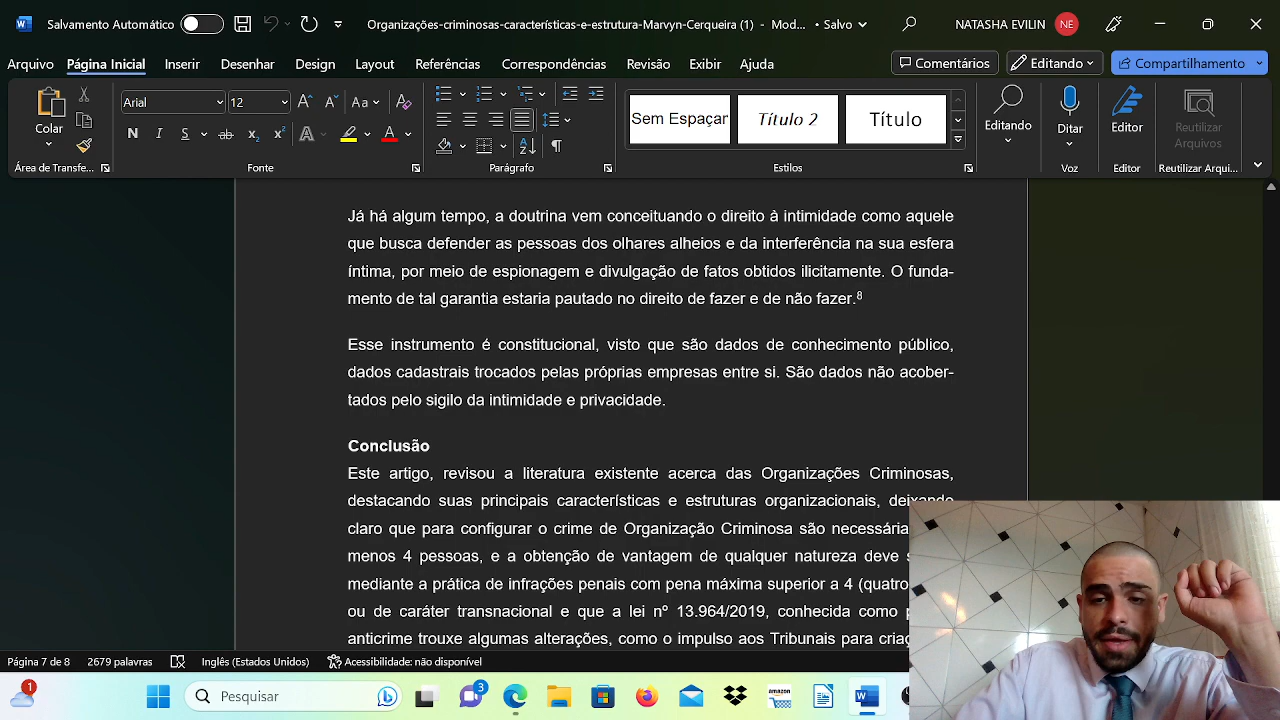 Salvamento Automático
Organizações-criminosas-características-e-estrutura-Marvyn-Cerqueira (1) - Mod... • Salvo
NATASHA EVILIN NE
Arquivo Página Inicial Inserir Desenhar Design Layout Referências Correspondências Revisão Exibir Ajuda
Comentários Editando Compartilhamento
Colar
Área de Transfe...
Arial 12 Aa
N I S ab x₂ x² A A
Fonte
Parágrafo
Sem Espaçar Título 2 Título
Estilos
Editando
Ditar
Voz
Editor
Editor
Reutilizar
Arquivos
Reutilizar Arqui...
Já há algum tempo, a doutrina vem conceituando o direito à intimidade como aquele
que busca defender as pessoas dos olhares alheios e da interferência na sua esfera
íntima, por meio de espionagem e divulgação de fatos obtidos ilicitamente. O funda-
mento de tal garantia estaria pautado no direito de fazer e de não fazer.⁸
Esse instrumento é constitucional, visto que são dados de conhecimento público,
dados cadastrais trocados pelas próprias empresas entre si. São dados não acober-
tados pelo sigilo da intimidade e privacidade.
Conclusão
Este artigo, revisou a literatura existente acerca das Organizações Criminosas,
destacando suas principais características e estruturas organizacionais, deixando
claro que para configurar o crime de Organização Criminosa são
menos 4 pessoas, e a obtenção de vantagem de qualquer natureza deve
mediante a prática de infrações penais com pena máxima superior a 4
ou de caráter transnacional e que a lei nº 13.964/2019, conhecida como
anticrime trouxe algumas alterações, como o impulso aos Tribunais para
Página 7 de 8 2679 palavras Inglês (Estados Unidos) Acessibilidade: não disponível
1 Pesquisar 3 amazon